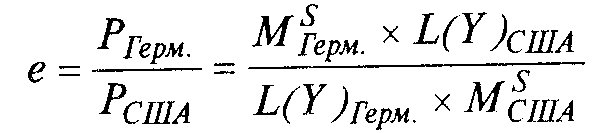 e = P_Герм. / P_США = M^S_Герм. × L(Y)_США / L(Y)_Герм. × M^S_США